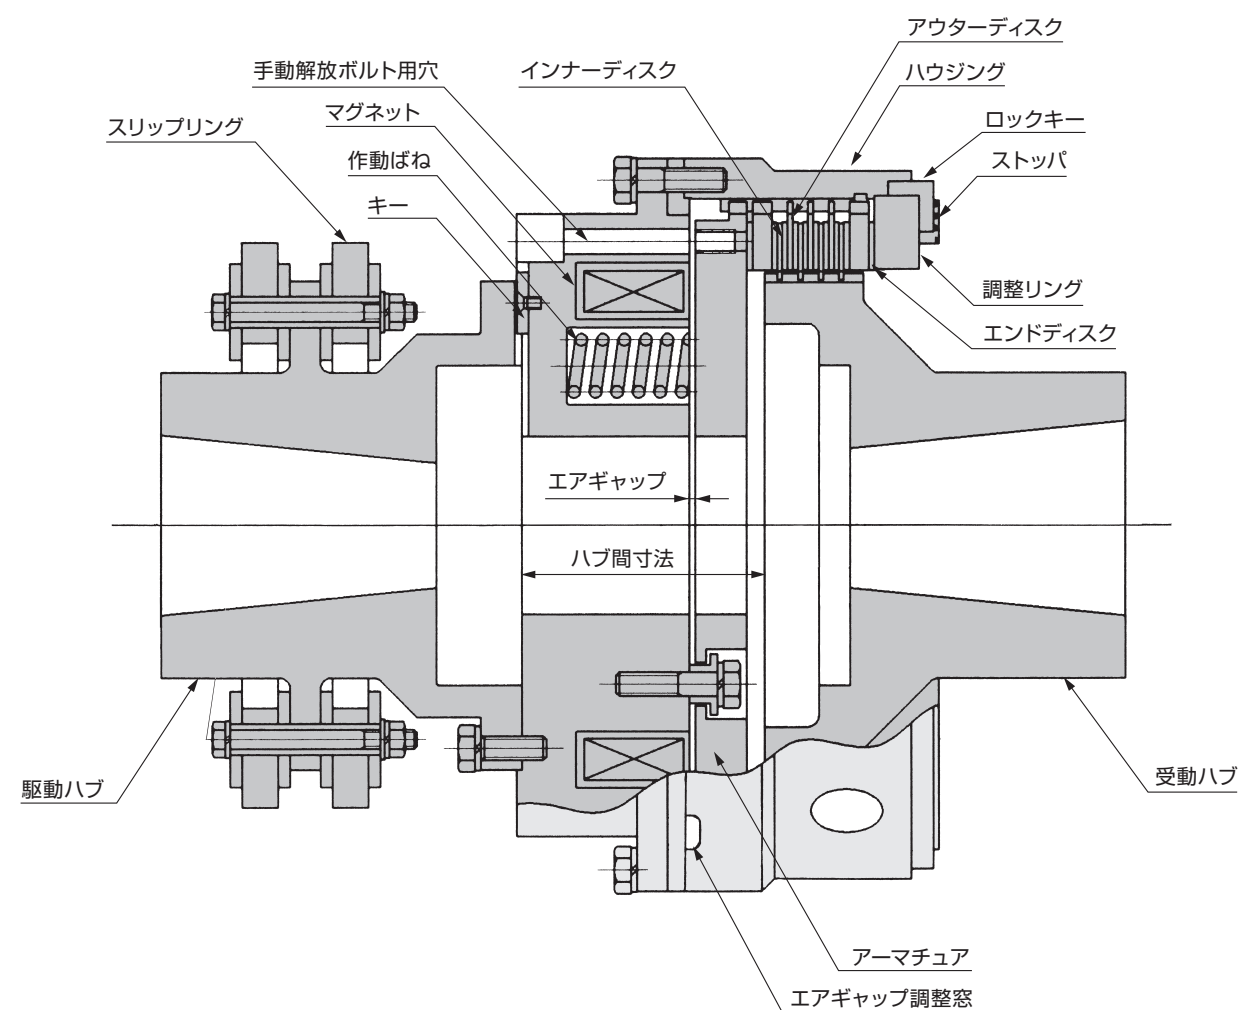 アウターディスク
手動解放ボルト用穴
インナーディスク
ハウジング
マグネット
ロックキー
スリップリング
作動ばね
ストッパ
キー
調整リング
エンドディスク
エアギャップ
ハブ間寸法
駆動ハブ
受動ハブ
アーマチュア
エアギャップ調整窓